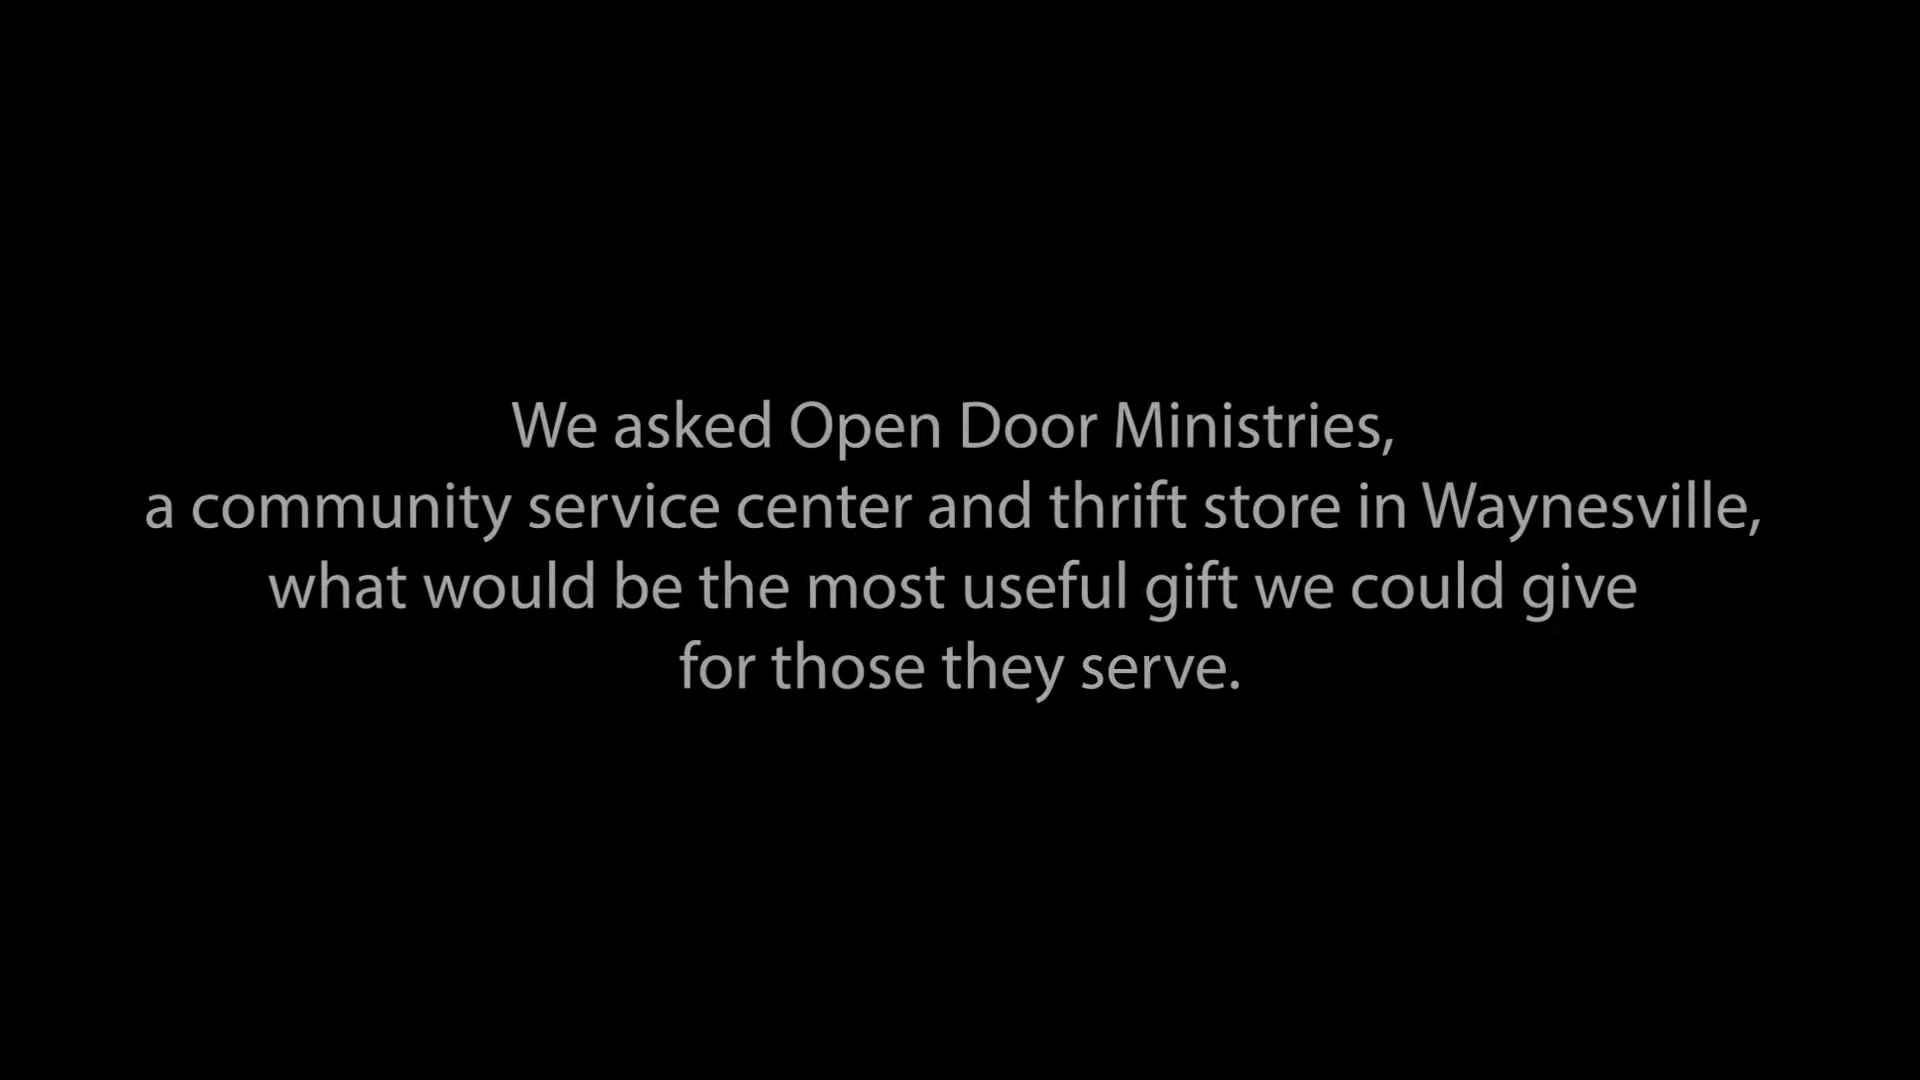 We asked Open Door Ministries,
a community service center and thrift store in Waynesville,
what would be the most useful gift we could give
for those they serve.